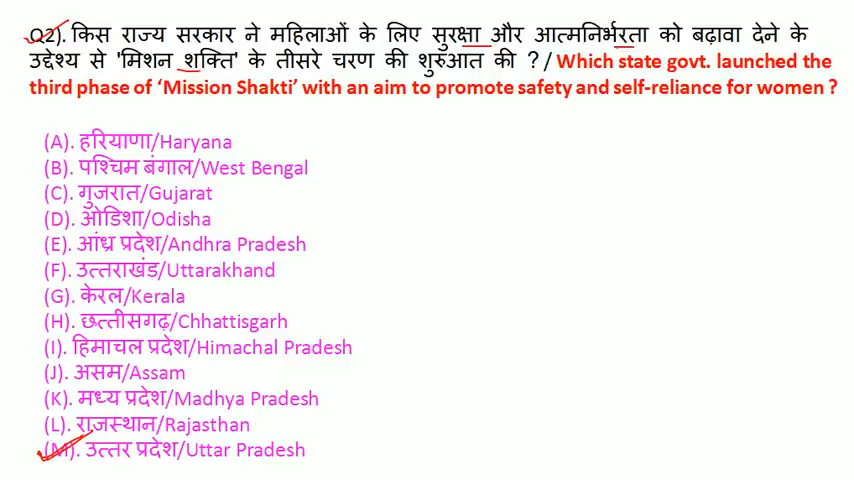 Q2). किस राज्य सरकार ने महिलाओं के लिए सुरक्षा और आत्मनिर्भरता को बढ़ावा देने के
उद्देश्य से 'मिशन शक्ति' के तीसरे चरण की शुरुआत की ?/Which state govt. launched the
third phase of ‘Mission Shakti’ with an aim to promote safety and self-reliance for women ?
(A). हरियाणा/Haryana
(B). पश्चिम बंगाल/West Bengal
(C). गुजरात/Gujarat
(D). ओडिशा/Odisha
(E). आंध्र प्रदेश/Andhra Pradesh
(F). उत्तराखंड/Uttarakhand
(G). केरल/Kerala
(H). छत्तीसगढ़/Chhattisgarh
(I). हिमाचल प्रदेश/Himachal Pradesh
(J). असम/Assam
(K). मध्य प्रदेश/Madhya Pradesh
(L). राजस्थान/Rajasthan
(M). उत्तर प्रदेश/Uttar Pradesh